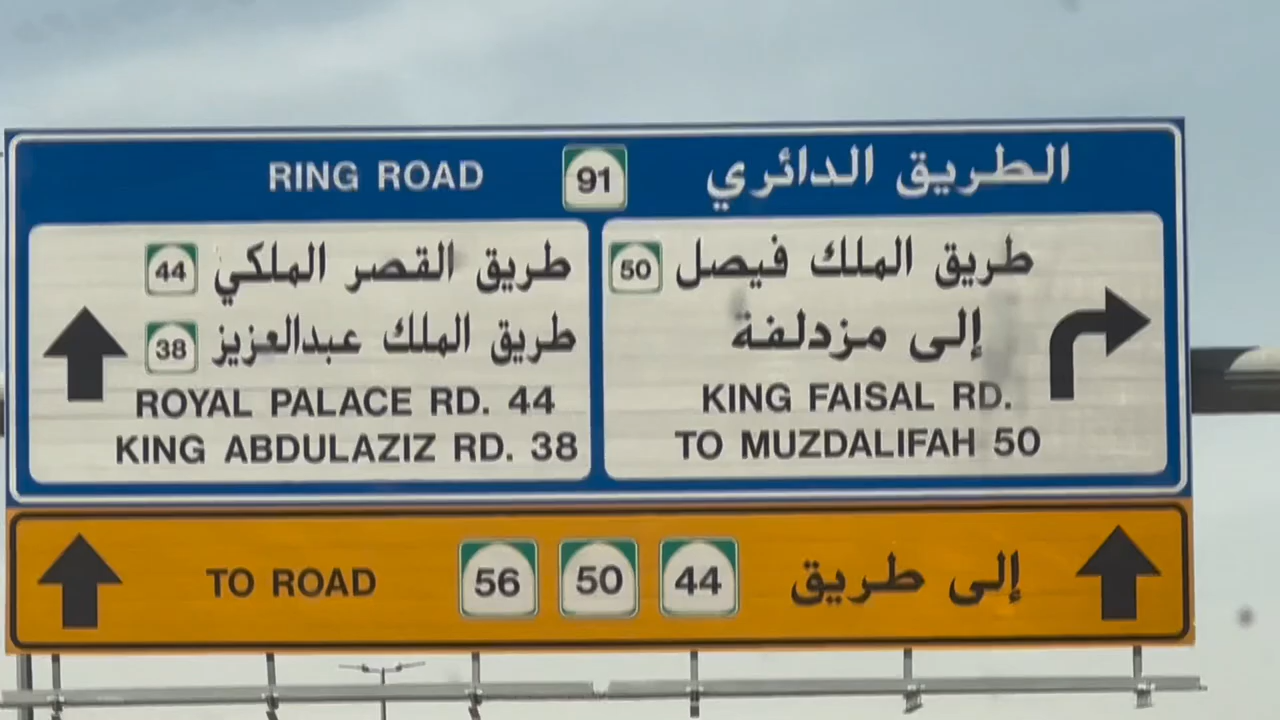 RING ROAD 91 الطريق الدائري
طريق القصر الملكي 44
طريق الملك عبدالعزيز 38
ROYAL PALACE RD. 44
KING ABDULAZIZ RD. 38
طريق الملك فيصل 50
إلى مزدلفة
KING FAISAL RD.
TO MUZDALIFAH 50
TO ROAD 56 50 44 إلى طريق